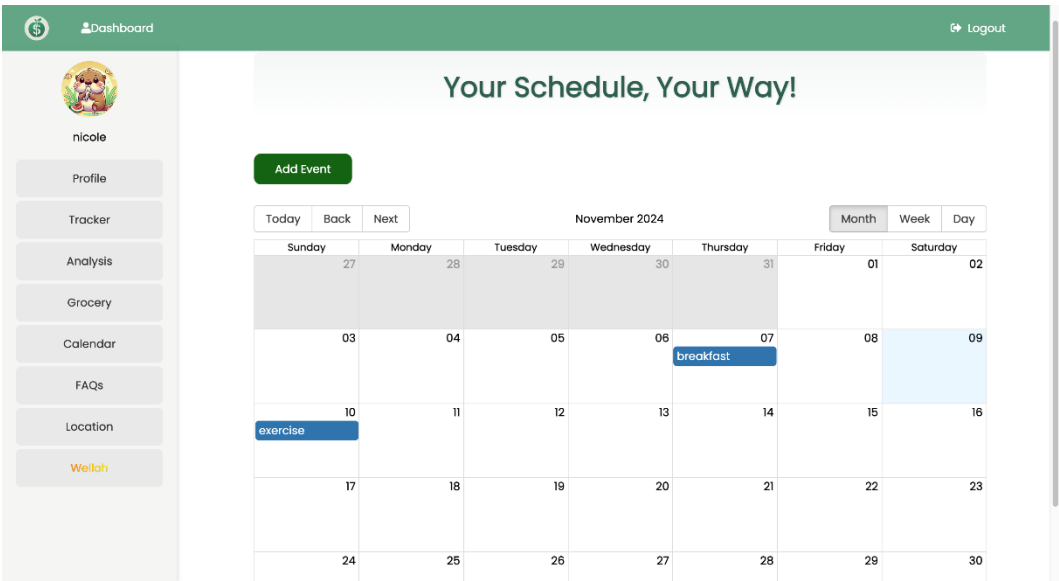 $
Dashboard
Logout
nicole
Profile
Tracker
Analysis
Grocery
Calendar
FAQs
Location
Wellah
Your Schedule, Your Way!
Add Event
Today Back Next
November 2024
Month Week Day
Sunday Monday Tuesday Wednesday Thursday Friday Saturday
27 28 29 30 31 01 02
03 04 05 06 07 08 09
breakfast
10 11 12 13 14 15 16
exercise
17 18 19 20 21 22 23
24 25 26 27 28 29 30